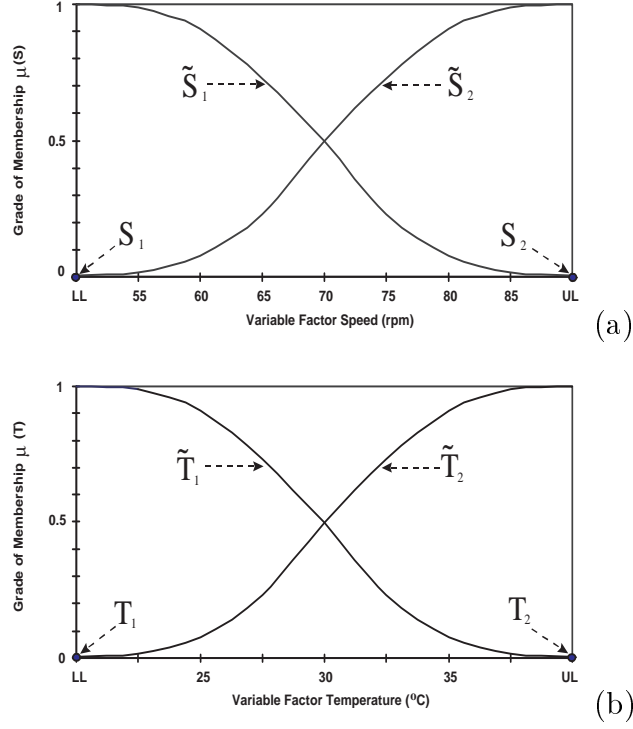 1
0.5
0
Grade of Membership μ(S)
S̃₁
S̃₂
S₁
S₂
LL 55 60 65 70 75 80 85 UL
Variable Factor Speed (rpm)
(a)
1
0.5
0
Grade of Membership μ (T)
T̃₁
T̃₂
T₁
T₂
LL 25 30 35 UL
Variable Factor Temperature (ºC)
(b)